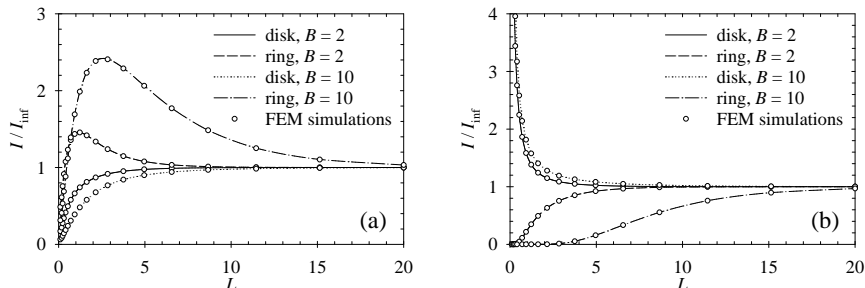 3
2
1
0
I / I_inf
disk, B = 2
ring, B = 2
disk, B = 10
ring, B = 10
FEM simulations
(a)
0 5 10 15 20
L
4
3
2
1
0
I / I_inf
disk, B = 2
ring, B = 2
disk, B = 10
ring, B = 10
FEM simulations
(b)
0 5 10 15 20
L